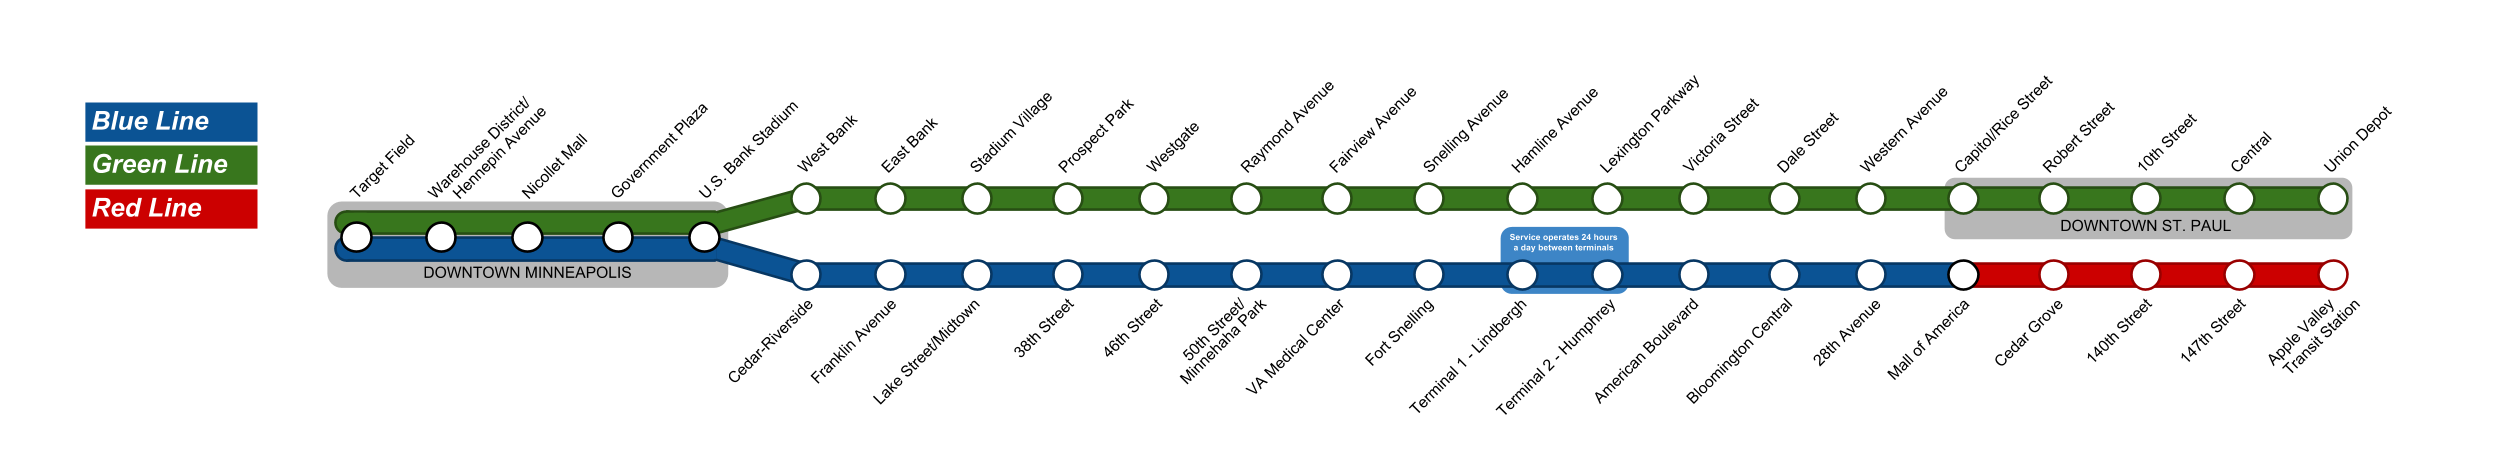 Blue Line
Green Line
Red Line
Target Field
Warehouse District/
Hennepin Avenue
Nicollet Mall
Government Plaza
U.S. Bank Stadium
West Bank
East Bank
Stadium Village
Prospect Park
Westgate
Raymond Avenue
Fairview Avenue
Snelling Avenue
Hamline Avenue
Lexington Parkway
Victoria Street
Dale Street
Western Avenue
Capitol/Rice Street
Robert Street
10th Street
Central
Union Depot
DOWNTOWN ST. PAUL
Service operates 24 hours
a day between terminals
DOWNTOWN MINNEAPOLIS
Cedar-Riverside
Franklin Avenue
Lake Street/Midtown
38th Street
46th Street
50th Street/
Minnehaha Park
VA Medical Center
Fort Snelling
Terminal 1 - Lindbergh
Terminal 2 - Humphrey
American Boulevard
Bloomington Central
28th Avenue
Mall of America
Cedar Grove
140th Street
147th Street
Apple Valley
Transit Station